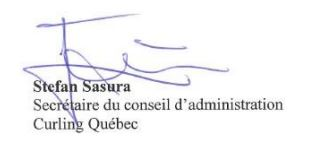 Stefan Sasura
Secrétaire du conseil d'administration
Curling Québec